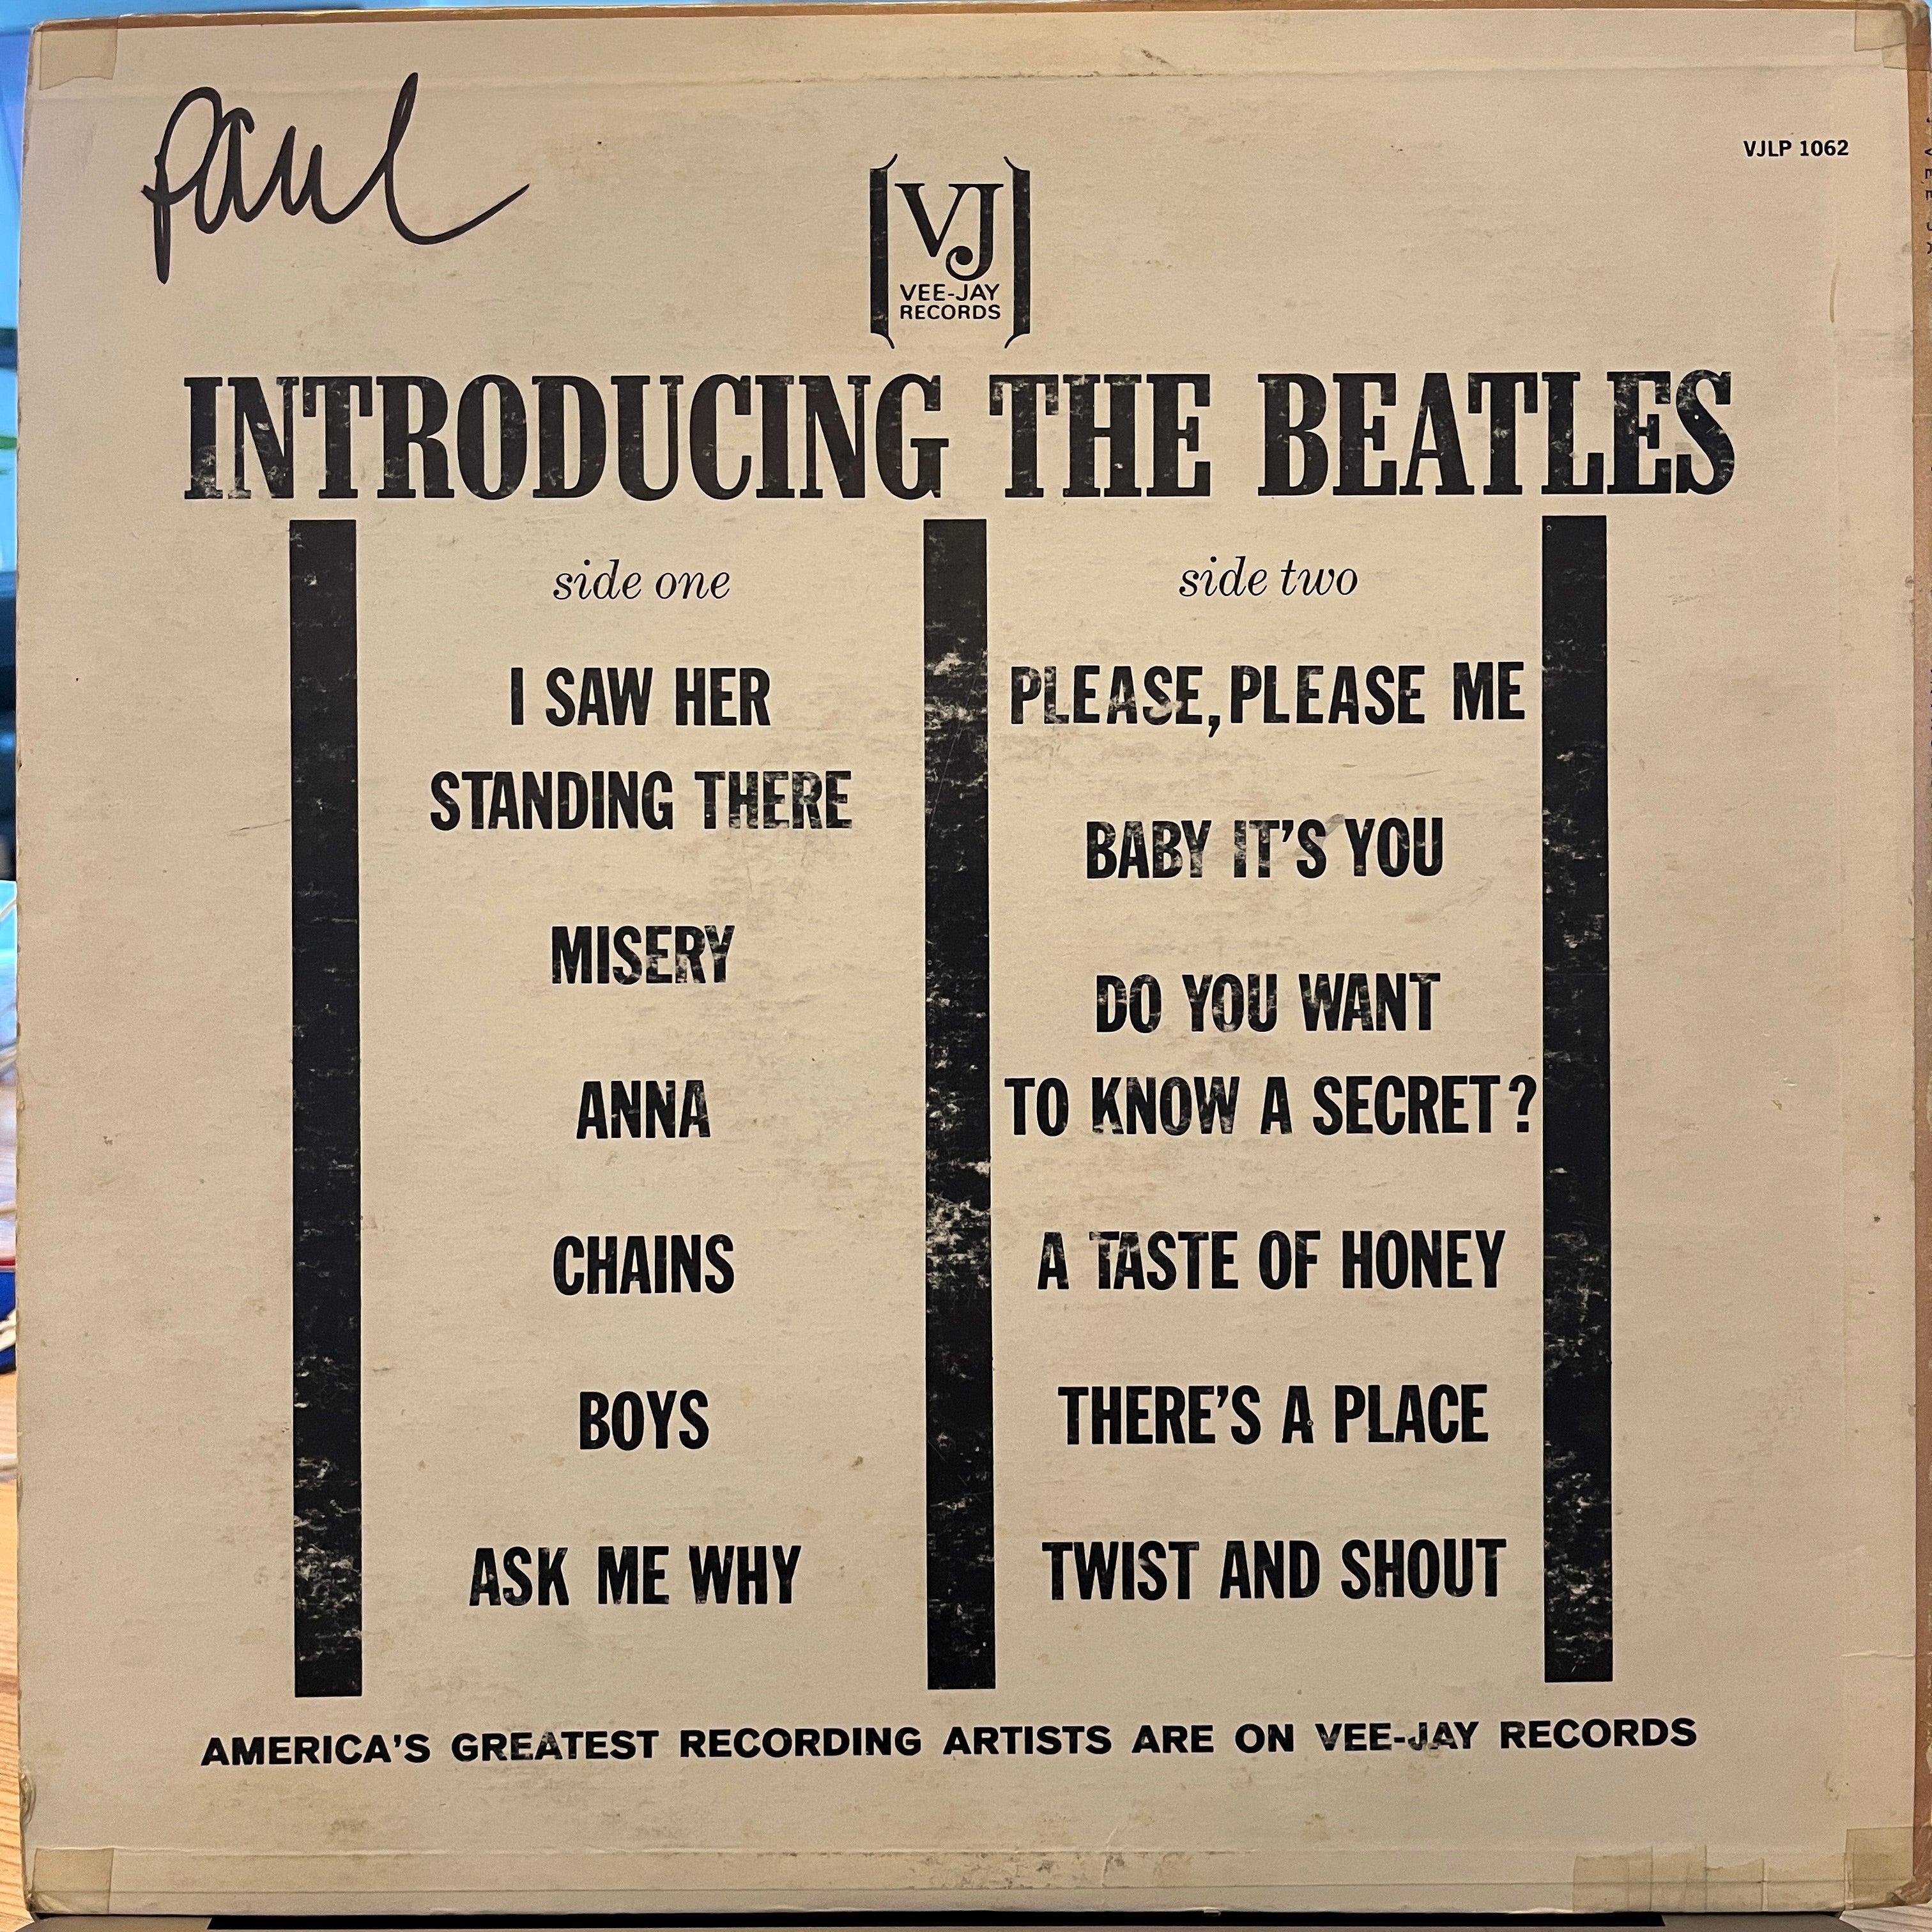 Paul
VJLP 1062
VJ
VEE-JAY
RECORDS
INTRODUCING THE BEATLES
side one
I SAW HER
STANDING THERE
MISERY
ANNA
CHAINS
BOYS
ASK ME WHY
side two
PLEASE, PLEASE ME
BABY IT'S YOU
DO YOU WANT
TO KNOW A SECRET?
A TASTE OF HONEY
THERE'S A PLACE
TWIST AND SHOUT
AMERICA'S GREATEST RECORDING ARTISTS ARE ON VEE-JAY RECORDS